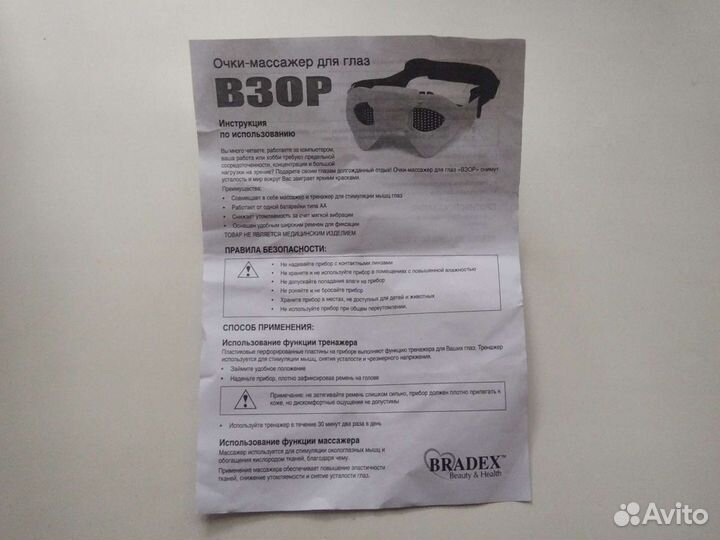 Очки-массажер для глаз
ВЗОР
Инструкция
по использованию
Вы много читаете, работаете за компьютером,
ваша работа или хобби требуют предельной
сосредоточенности, концентрации и большой
нагрузки на зрение? Подарите своим глазам долгожданный отдых! Очки-массажер для глаз «ВЗОР» снимут
усталость и мир вокруг Вас заиграет яркими красками.
Преимущества:
• Совмещает в себе массажер и тренажер для стимуляции мышц глаз
• Работает от одной батарейки типа АА
• Снижает утомляемость за счет мягкой вибрации
• Оснащен удобным широким ремнем для фиксации
ТОВАР НЕ ЯВЛЯЕТСЯ МЕДИЦИНСКИМ ИЗДЕЛИЕМ
ПРАВИЛА БЕЗОПАСНОСТИ:
• Не надевайте прибор с контактными линзами
• Не храните и не используйте прибор в помещениях с повышенной влажностью
• Не допускайте попадания влаги на прибор
• Не роняйте и не бросайте прибор
• Храните прибор в местах, не доступных для детей и животных
• Не используйте прибор при общем переутомлении.
СПОСОБ ПРИМЕНЕНИЯ:
Использование функции тренажера
Пластиковые перфорированные пластины на приборе выполняют функцию тренажера для Ваших глаз. Тренажер
используется для стимуляции мышц, снятия усталости и чрезмерного напряжения.
• Займите удобное положение
• Наденьте прибор, плотно зафиксировав ремень на голове
Примечание: не затягивайте ремень слишком сильно, прибор должен плотно прилегать к
коже, но дискомфортные ощущения не допустимы
• Используйте тренажер в течение 30 минут два раза в день
Использование функции массажера
Массажер используется для стимуляции окологлазных мышц и
обогащения кислородом тканей, благодаря чему.
Применение массажера обеспечивает повышение эластичности
тканей, снижение утомляемости и снятие усталости глаз.
BRADEX™
Beauty & Health
Avito